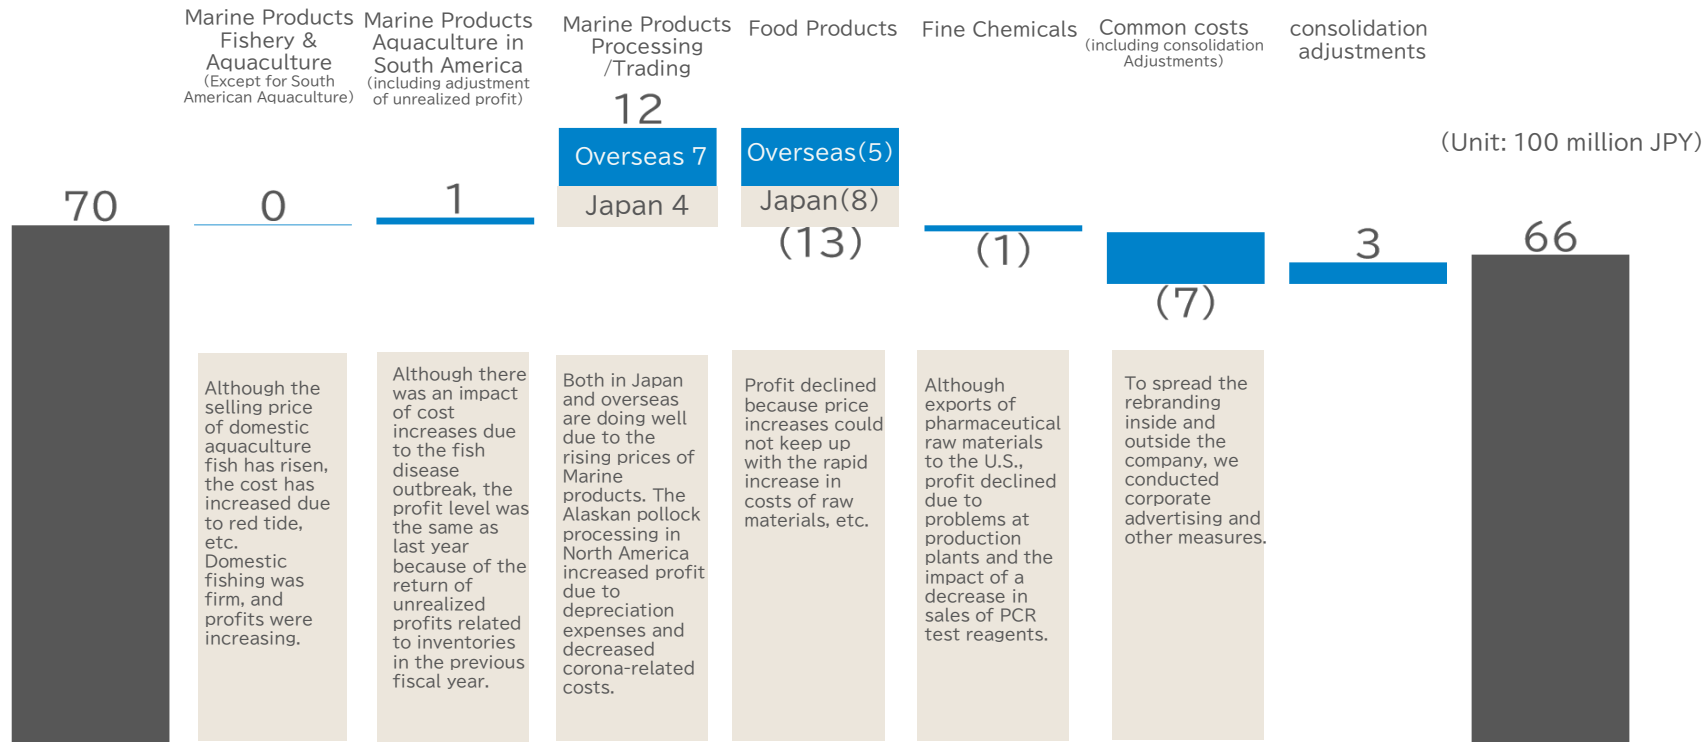 Marine Products
Fishery &
Aquaculture
(Except for South
American Aquaculture)
Marine Products
Aquaculture in
South America
(including adjustment
of unrealized profit)
Marine Products
Processing
/Trading
Food Products
Fine Chemicals
Common costs
(including consolidation
Adjustments)
consolidation
adjustments
(Unit: 100 million JPY)
70
0
1
12
Overseas 7
Japan 4
Overseas(5)
Japan(8)
(13)
(1)
(7)
3
66
Although the
selling price
of domestic
aquaculture
fish has risen,
the cost has
increased due
to red tide,
etc.
Domestic
fishing was
firm, and
profits were
increasing.
Although there
was an impact
of cost
increases due
to the fish
disease
outbreak, the
profit level was
the same as
last year
because of the
return of
unrealized
profits related
to inventories
in the previous
fiscal year.
Both in Japan
and overseas
are doing well
due to the
rising prices of
Marine
products. The
Alaskan pollock
processing in
North America
increased profit
due to
depreciation
expenses and
decreased
corona-related
costs.
Profit declined
because price
increases could
not keep up
with the rapid
increase in
costs of raw
materials, etc.
Although
exports of
pharmaceutical
raw materials
to the U.S.,
profit declined
due to
problems at
production
plants and the
impact of a
decrease in
sales of PCR
test reagents.
To spread the
rebranding
inside and
outside the
company, we
conducted
corporate
advertising and
other measures.